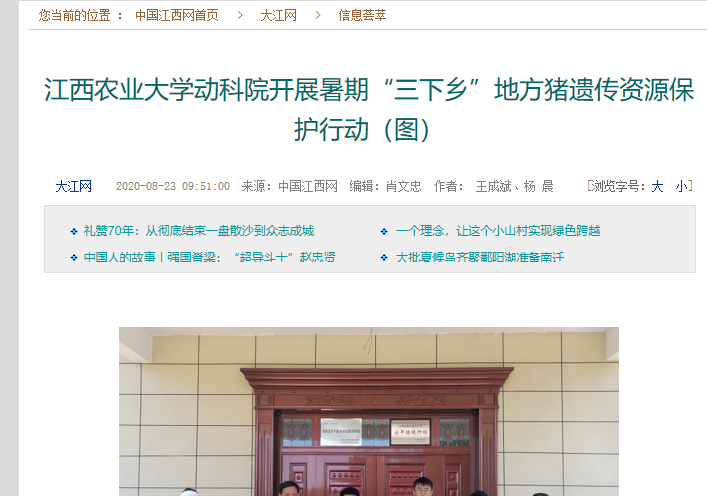 您当前的位置 ： 中国江西网首页 > 大江网 > 信息荟萃
江西农业大学动科院开展暑期“三下乡”地方猪遗传资源保
护行动（图）
大江网 2020-08-23 09:51:00 来源：中国江西网 编辑：肖文忠 作者： 王成斌、杨 晨 [浏览字号：大 小]
礼赞70年：从彻底结束一盘散沙到众志成城 一个理念，让这个小山村实现绿色跨越
中国人的故事丨强国脊梁：“超导斗士”赵忠贤 大批夏候鸟齐聚鄱阳湖准备南迁